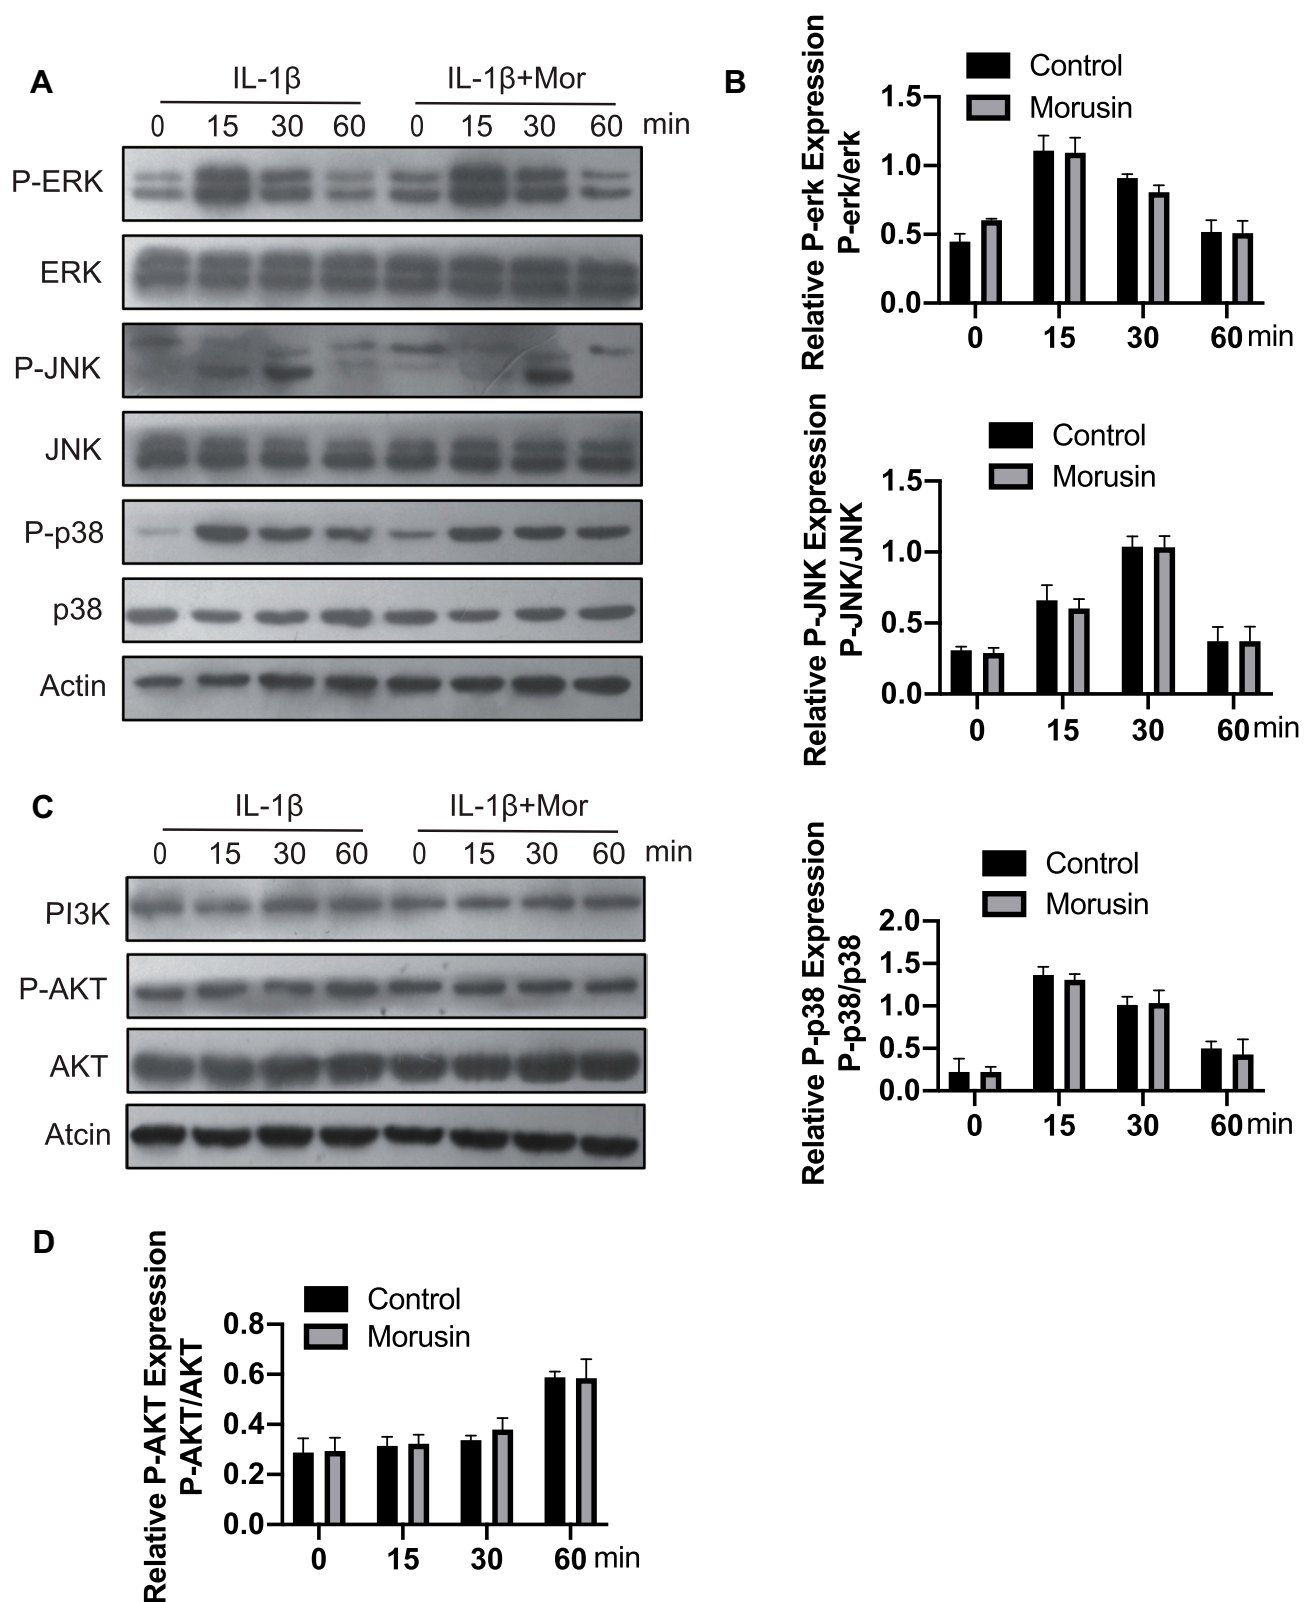 A
IL-1β IL-1β+Mor
0 15 30 60 0 15 30 60 min
P-ERK
ERK
P-JNK
JNK
P-p38
p38
Actin
B
Relative P-erk Expression
P-erk/erk
Control
Morusin
1.5
1.0
0.5
0.0
0 15 30 60 min
Relative P-JNK Expression
P-JNK/JNK
Control
Morusin
1.5
1.0
0.5
0.0
0 15 30 60 min
Relative P-p38 Expression
P-p38/p38
Control
Morusin
2.0
1.5
1.0
0.5
0.0
0 15 30 60 min
C
IL-1β IL-1β+Mor
0 15 30 60 0 15 30 60 min
PI3K
P-AKT
AKT
Atcin
D
Relative P-AKT Expression
P-AKT/AKT
Control
Morusin
0.8
0.6
0.4
0.2
0.0
0 15 30 60 min